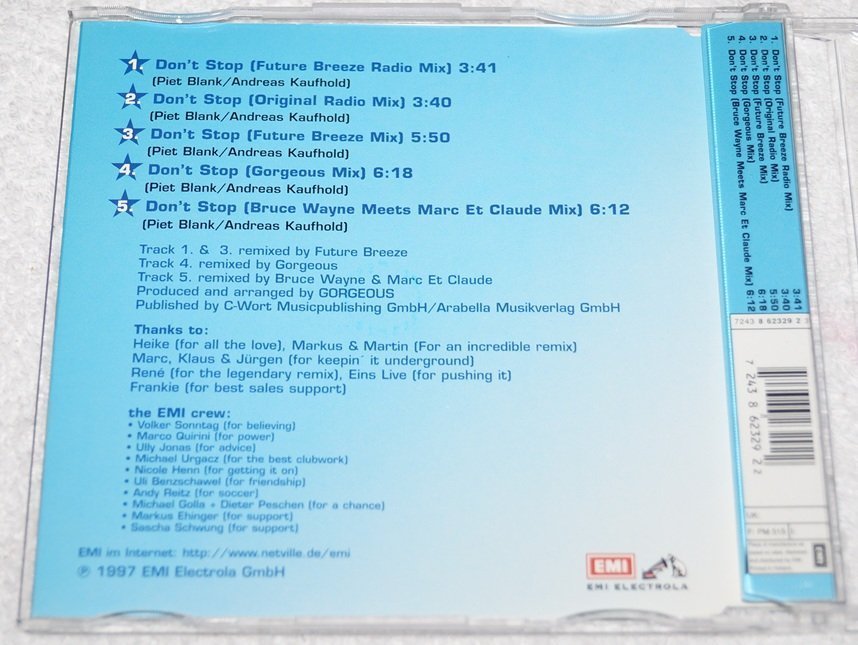 1. Don't Stop (Future Breeze Radio Mix) 3:41
(Piet Blank/Andreas Kaufhold)
2. Don't Stop (Original Radio Mix) 3:40
(Piet Blank/Andreas Kaufhold)
3. Don't Stop (Future Breeze Mix) 5:50
(Piet Blank/Andreas Kaufhold)
4. Don't Stop (Gorgeous Mix) 6:18
(Piet Blank/Andreas Kaufhold)
5. Don't Stop (Bruce Wayne Meets Marc Et Claude Mix) 6:12
(Piet Blank/Andreas Kaufhold)
Track 1. & 3. remixed by Future Breeze
Track 4. remixed by Gorgeous
Track 5. remixed by Bruce Wayne & Marc Et Claude
Produced and arranged by GORGEOUS
Published by C-Wort Musicpublishing GmbH/Arabella Musikverlag GmbH
Thanks to:
Heike (for all the love), Markus & Martin (For an incredible remix)
Marc, Klaus & Jürgen (for keepin´ it underground)
René (for the legendary remix), Eins Live (for pushing it)
Frankie (for best sales support)
the EMI crew:
• Volker Sonntag (for believing)
• Marco Quirini (for power)
• Ully Jonas (for advice)
• Michael Urgacz (for the best clubwork)
• Nicole Henn (for getting it on)
• Uli Benzschawel (for friendship)
• Andy Reitz (for soccer)
• Michael Golla + Dieter Peschen (for a chance)
• Markus Ehinger (for support)
• Sascha Schwung (for support)
EMI im Internet: http://www.netville.de/emi
℗ 1997 EMI Electrola GmbH
EMI
EMI ELECTROLA
1. Don't Stop (Future Breeze Radio Mix) 3:41
2. Don't Stop (Original Radio Mix) 3:40
3. Don't Stop (Future Breeze Mix) 5:50
4. Don't Stop (Gorgeous Mix) 6:18
5. Don't Stop (Bruce Wayne Meets Marc Et Claude Mix) 6:12
7243 8 62329 2
7 243 8 62329 2 2
UK:
EMI